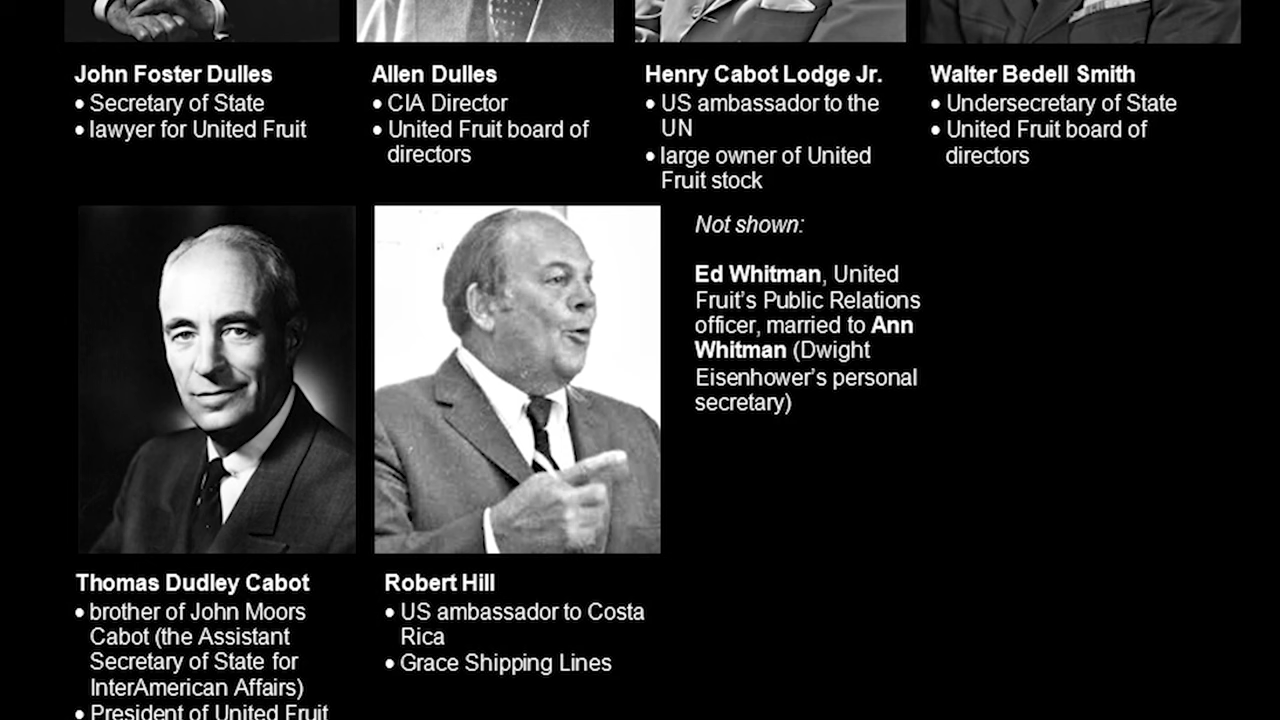 John Foster Dulles
• Secretary of State
• lawyer for United Fruit
Allen Dulles
• CIA Director
• United Fruit board of
directors
Henry Cabot Lodge Jr.
• US ambassador to the
UN
• large owner of United
Fruit stock
Walter Bedell Smith
• Undersecretary of State
• United Fruit board of
directors
Not shown:
Ed Whitman, United
Fruit's Public Relations
officer, married to Ann
Whitman (Dwight
Eisenhower's personal
secretary)
Thomas Dudley Cabot
• brother of John Moors
Cabot (the Assistant
Secretary of State for
InterAmerican Affairs)
• President of United Fruit
Robert Hill
• US ambassador to Costa
Rica
• Grace Shipping Lines